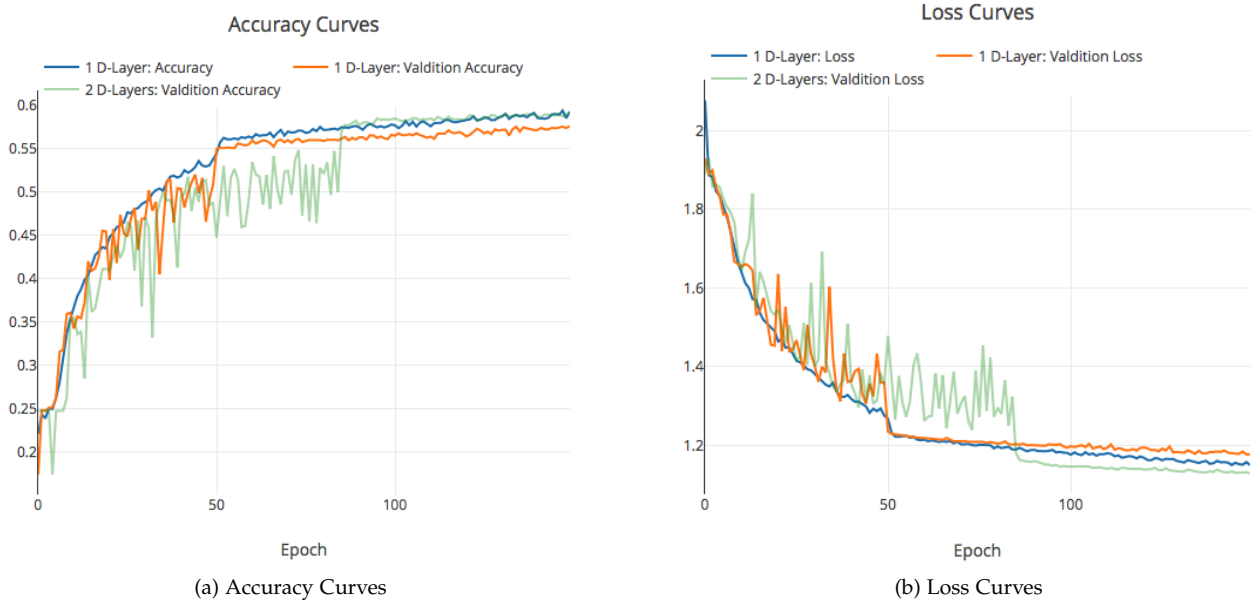 Accuracy Curves
1 D-Layer: Accuracy
1 D-Layer: Valdition Accuracy
2 D-Layers: Valdition Accuracy
0.6
0.55
0.5
0.45
0.4
0.35
0.3
0.25
0.2
0
50
100
Epoch
(a) Accuracy Curves
Loss Curves
1 D-Layer: Loss
1 D-Layer: Valdition Loss
2 D-Layers: Valdition Loss
2
1.8
1.6
1.4
1.2
0
50
100
Epoch
(b) Loss Curves